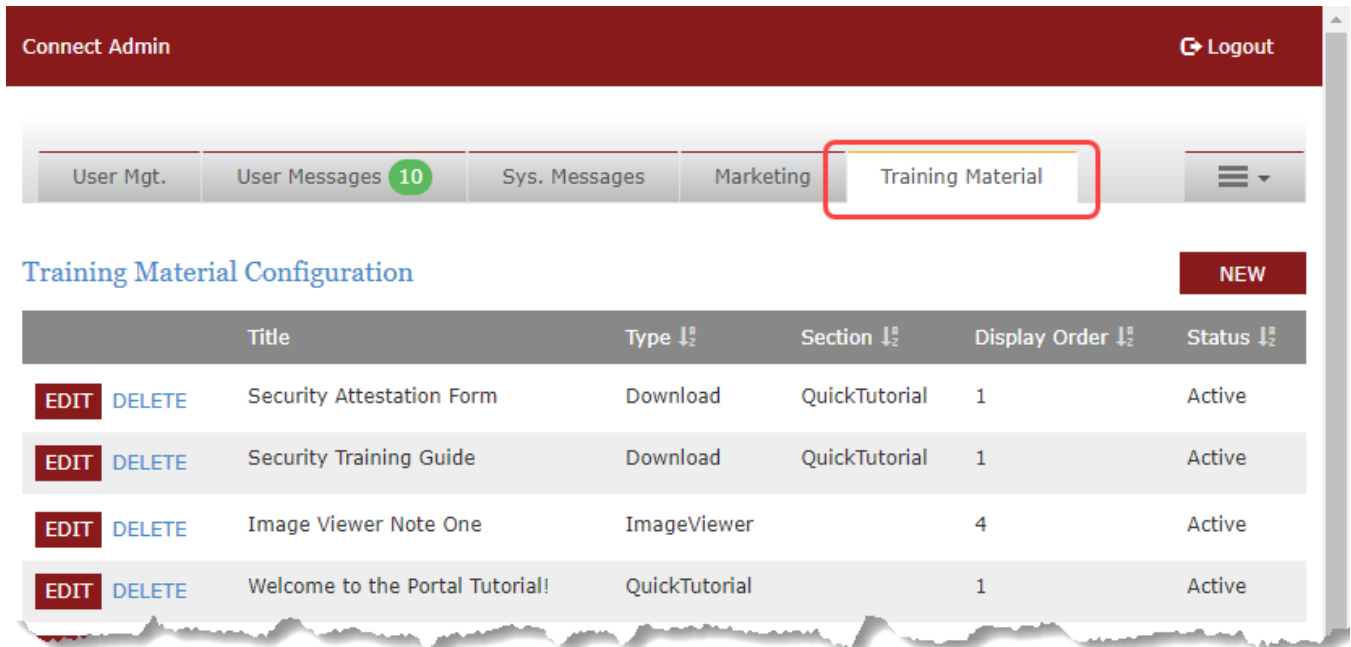 Connect Admin Logout
User Mgt. User Messages 10 Sys. Messages Marketing Training Material
Training Material Configuration NEW
Title Type Section Display Order Status
EDIT DELETE Security Attestation Form Download QuickTutorial 1 Active
EDIT DELETE Security Training Guide Download QuickTutorial 1 Active
EDIT DELETE Image Viewer Note One ImageViewer 4 Active
EDIT DELETE Welcome to the Portal Tutorial! QuickTutorial 1 Active